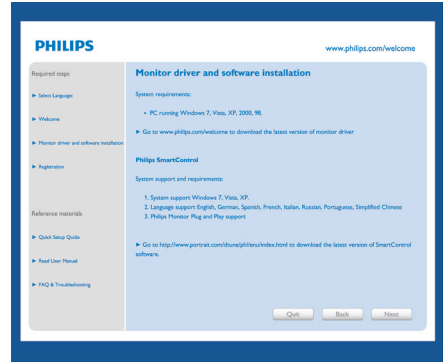 PHILIPS
www.philips.com/welcome
Required steps
► Select Language:
► Welcome
► Monitor driver and software installation
► Registeration
Reference materials
► Quick Setup Guide
► Read User Manual
► FAQ & Troubleshooting
Monitor driver and software installation
System requirements:
• PC running Windows 7, Vista, XP, 2000, 98.
► Go to www.philips.com/welcome to download the latest version of monitor driver
Philips SmartControl
System support and requirements:
1. System support Windows 7, Vista, XP.
2. Language support English, German, Spanish, French, Italian, Russian, Portuguese, Simplified Chinese
3. Philips Monitor Plug and Play support
► Go to http://www.portrait.com/dtune/phl/enu/index.html to download the latest version of SmartControl
software.
Quit
Back
Next